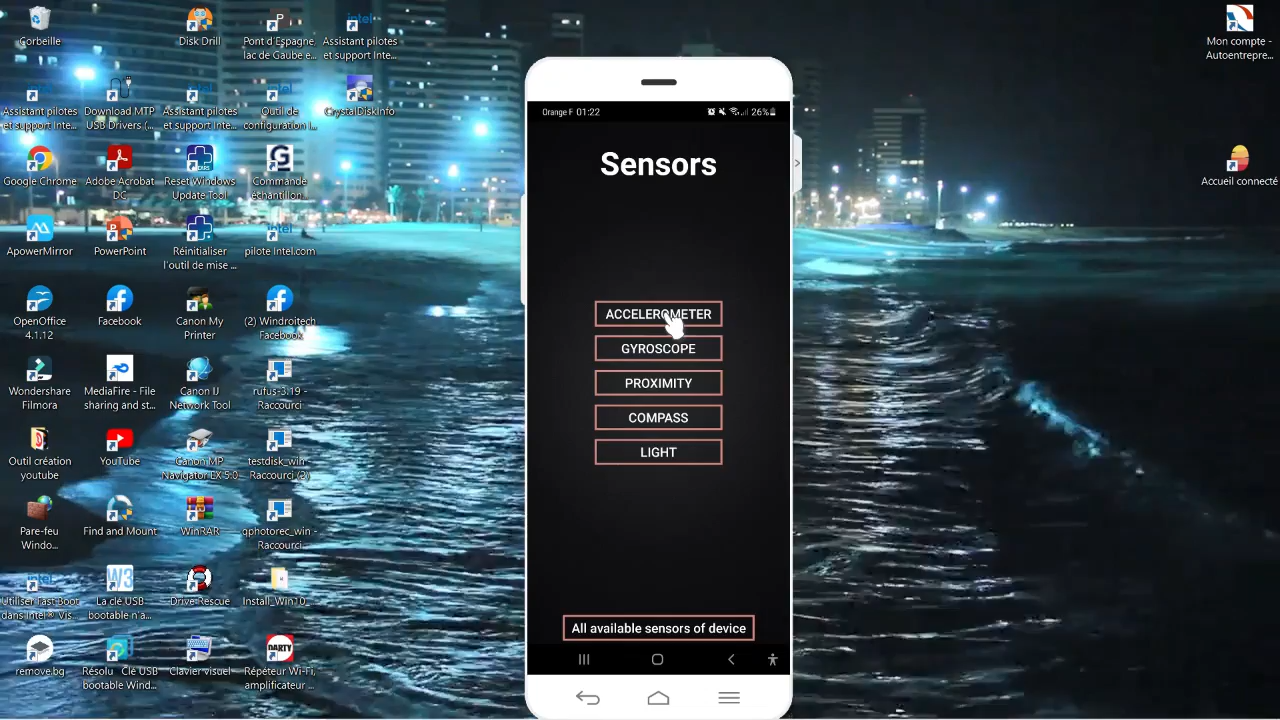 Corbeille
Disk Drill
Pont d'Espagne,
lac de Gaube e...
intel
Assistant pilotes
et support Inte...
Mon compte -
Autoentrepre...
Assistant pilotes
et support Inte...
Download MTP
USB Drivers (...
Assistant pilotes
et support Inte...
Outil de
configuration I...
CrystalDiskInfo
Google Chrome
Adobe Acrobat
DC
Reset Windows
Update Tool
Commande
échantillon...
Accueil connecté
ApowerMirror
PowerPoint
Réinitialiser
l'outil de mise ...
pilote Intel.com
OpenOffice
4.1.12
Facebook
Canon My
Printer
(2) Windroitech
Facebook
Wondershare
Filmora
MediaFire - File
sharing and st...
Canon IJ
Network Tool
rufus-3.19 -
Raccourci
Outil création
youtube
YouTube
Canon MP
Navigator EX 5.0
testdisk_win -
Raccourci (2)
Pare-feu
Windo...
Find and Mount
WinRAR
qphotorec_win -
Raccourci
intel
Utiliser Fast Boot
dans Intel® Vis...
W3
La clé USB
bootable n'a...
Drive Rescue
Install_Win10_...
remove.bg
Résolu _ Clé USB
bootable Wind...
Clavier visuel
DARTY
Répéteur Wi-Fi,
amplificateur ...
Orange F 01:22
26%
Sensors
ACCELEROMETER
GYROSCOPE
PROXIMITY
COMPASS
LIGHT
All available sensors of device